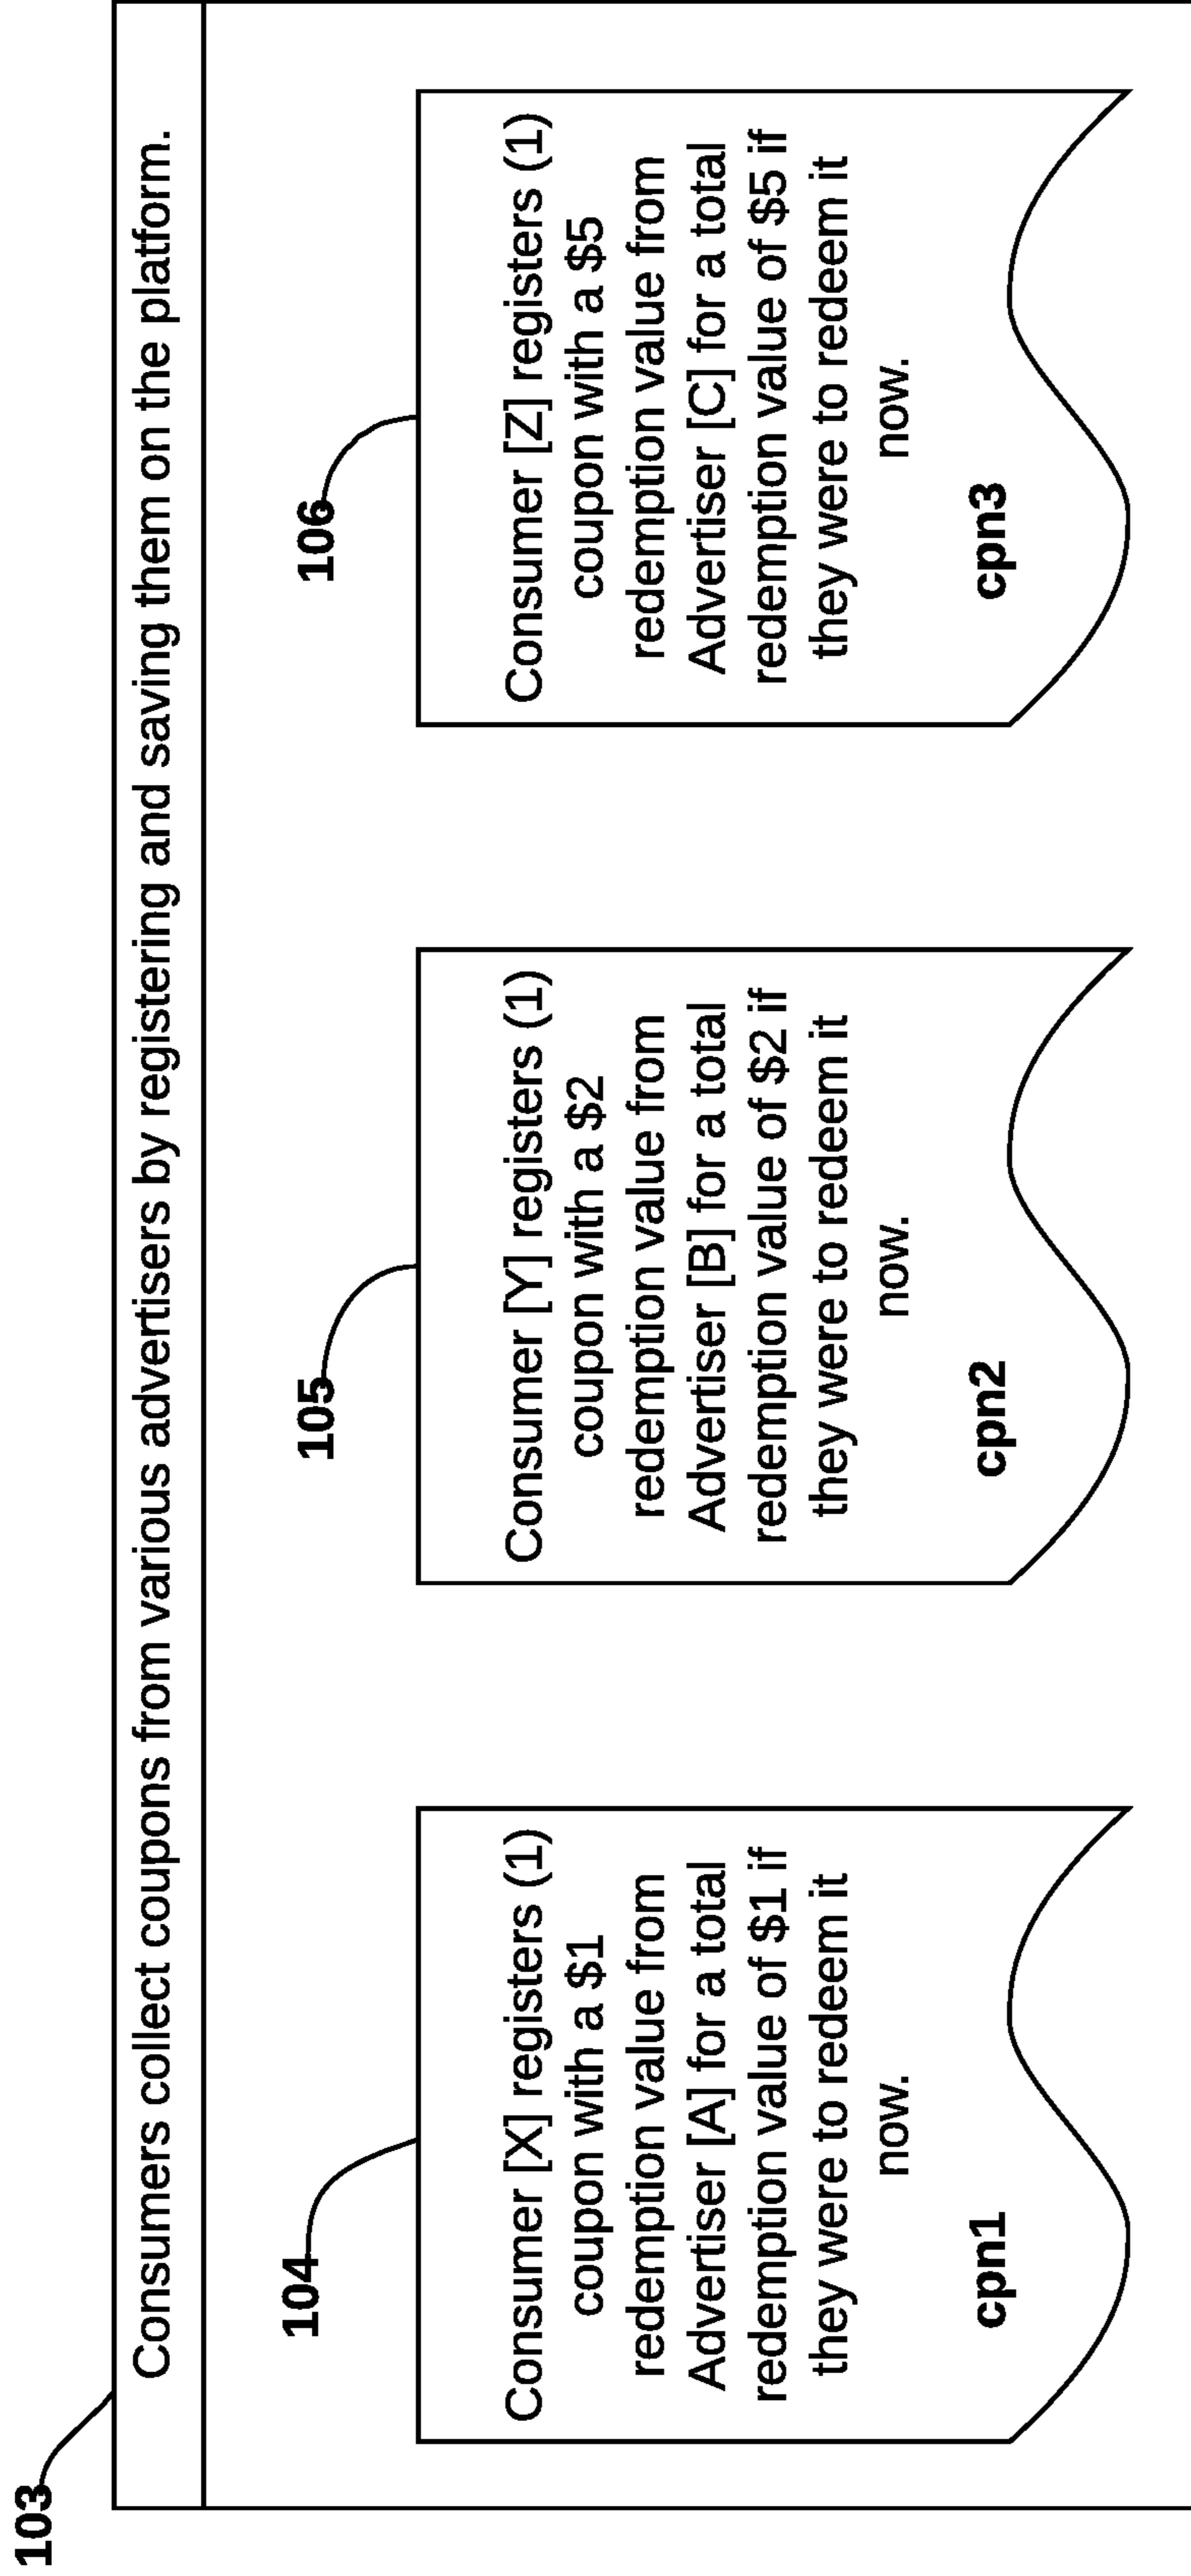 103
Consumers collect coupons from various advertisers by registering and saving them on the platform.
104
Consumer [X] registers (1)
coupon with a $1
redemption value from
Advertiser [A] for a total
redemption value of $1 if
they were to redeem it
now.
cpn1
105
Consumer [Y] registers (1)
coupon with a $2
redemption value from
Advertiser [B] for a total
redemption value of $2 if
they were to redeem it
now.
cpn2
106
Consumer [Z] registers (1)
coupon with a $5
redemption value from
Advertiser [C] for a total
redemption value of $5 if
they were to redeem it
now.
cpn3